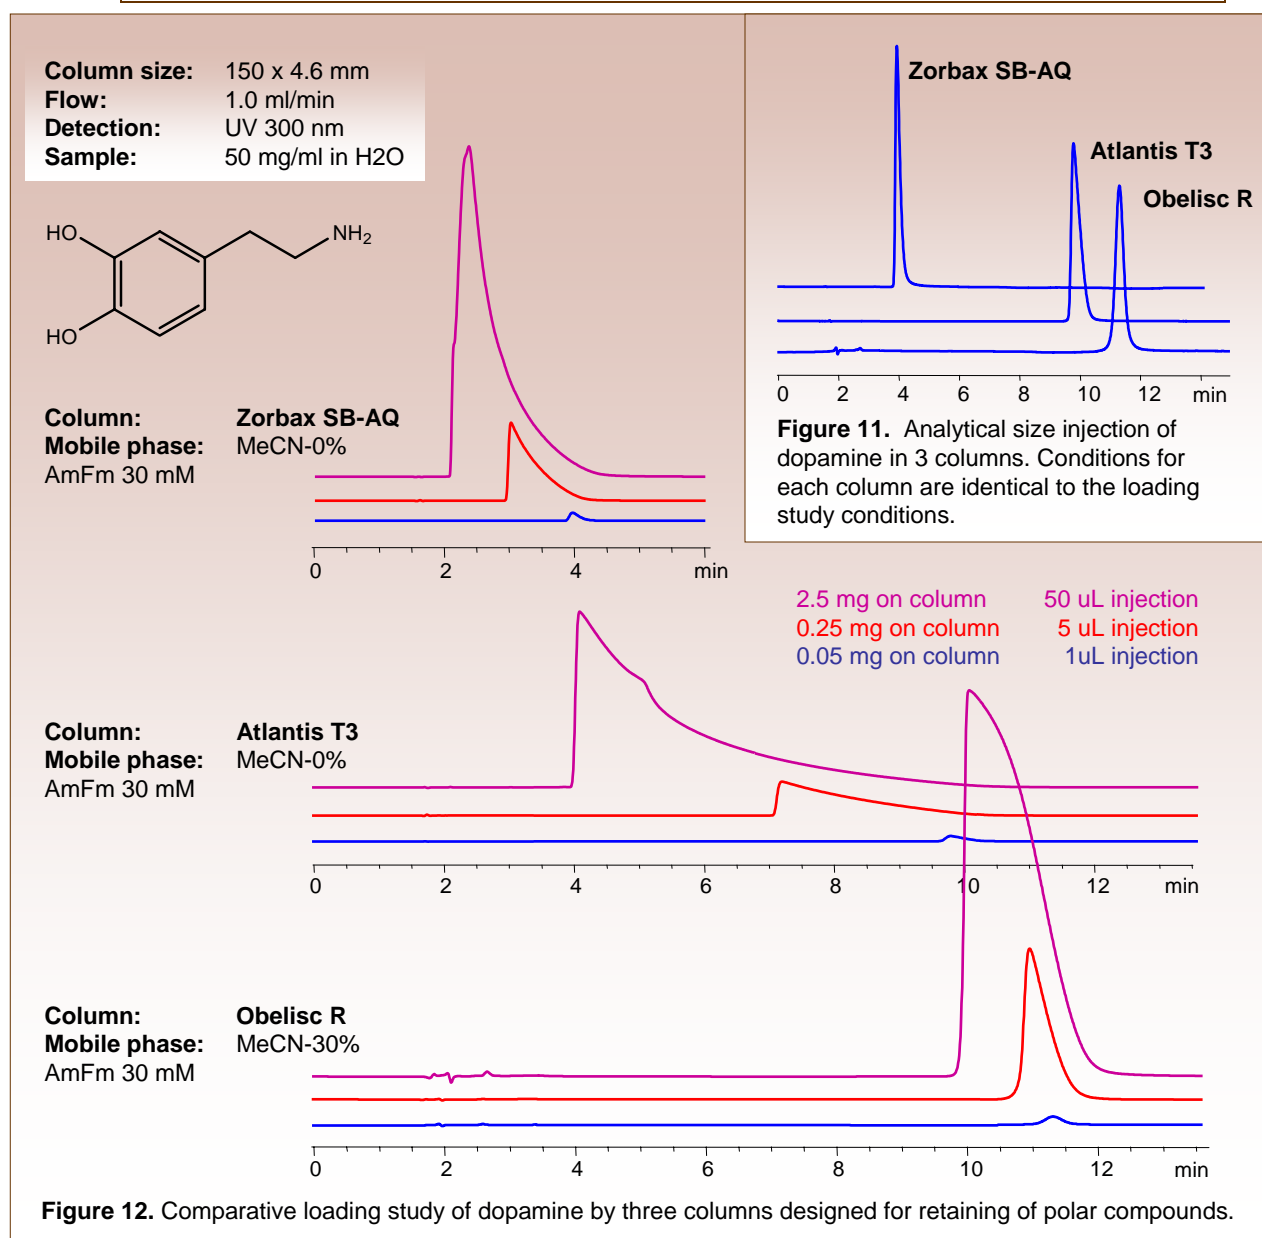 Column size: 150 x 4.6 mm
Flow: 1.0 ml/min
Detection: UV 300 nm
Sample: 50 mg/ml in H2O
HO
HO
NH2
Column: Zorbax SB-AQ
Mobile phase: MeCN-0%
AmFm 30 mM
0 2 4 min
Zorbax SB-AQ
Atlantis T3
Obelisc R
0 2 4 6 8 10 12 min
Figure 11. Analytical size injection of
dopamine in 3 columns. Conditions for
each column are identical to the loading
study conditions.
2.5 mg on column 50 uL injection
0.25 mg on column 5 uL injection
0.05 mg on column 1uL injection
Column: Atlantis T3
Mobile phase: MeCN-0%
AmFm 30 mM
0 2 4 6 8 10 12 min
Column: Obelisc R
Mobile phase: MeCN-30%
AmFm 30 mM
0 2 4 6 8 10 12 min
Figure 12. Comparative loading study of dopamine by three columns designed for retaining of polar compounds.